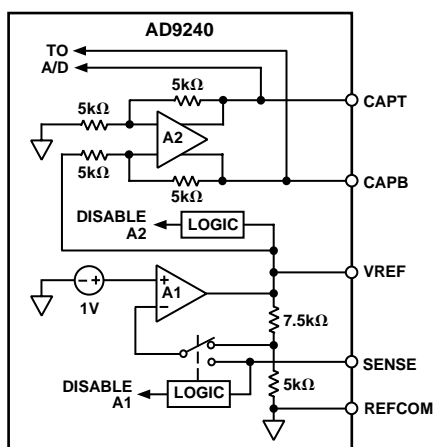 AD9240
TO
A/D
5kΩ
CAPT
5kΩ
A2
5kΩ
5kΩ
CAPB
DISABLE
A2
LOGIC
VREF
1V
A1
7.5kΩ
SENSE
DISABLE
A1
LOGIC
5kΩ
REFCOM